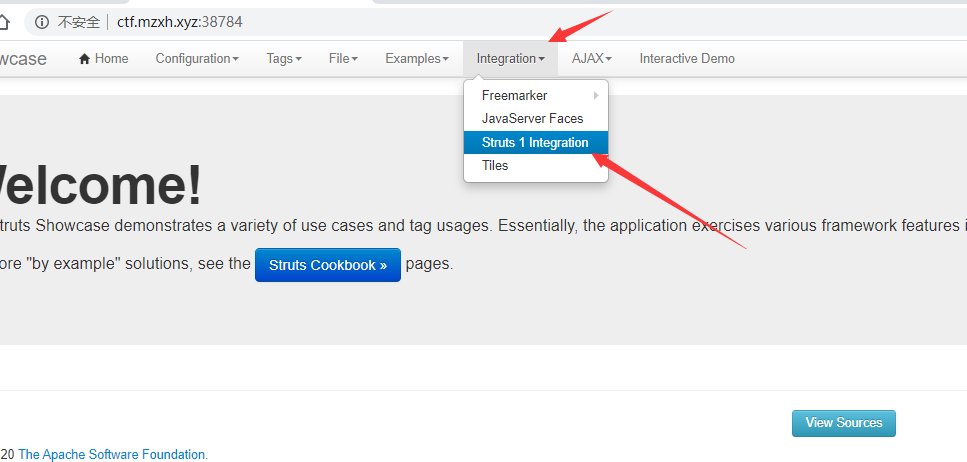 不安全 ctf.mzxh.xyz:38784
wcase Home Configuration Tags File Examples Integration AJAX Interactive Demo
Freemarker
JavaServer Faces
Struts 1 Integration
Tiles
Welcome!
truts Showcase demonstrates a variety of use cases and tag usages. Essentially, the application exercises various framework features i
ore "by example" solutions, see the Struts Cookbook » pages.
View Sources
20 The Apache Software Foundation.